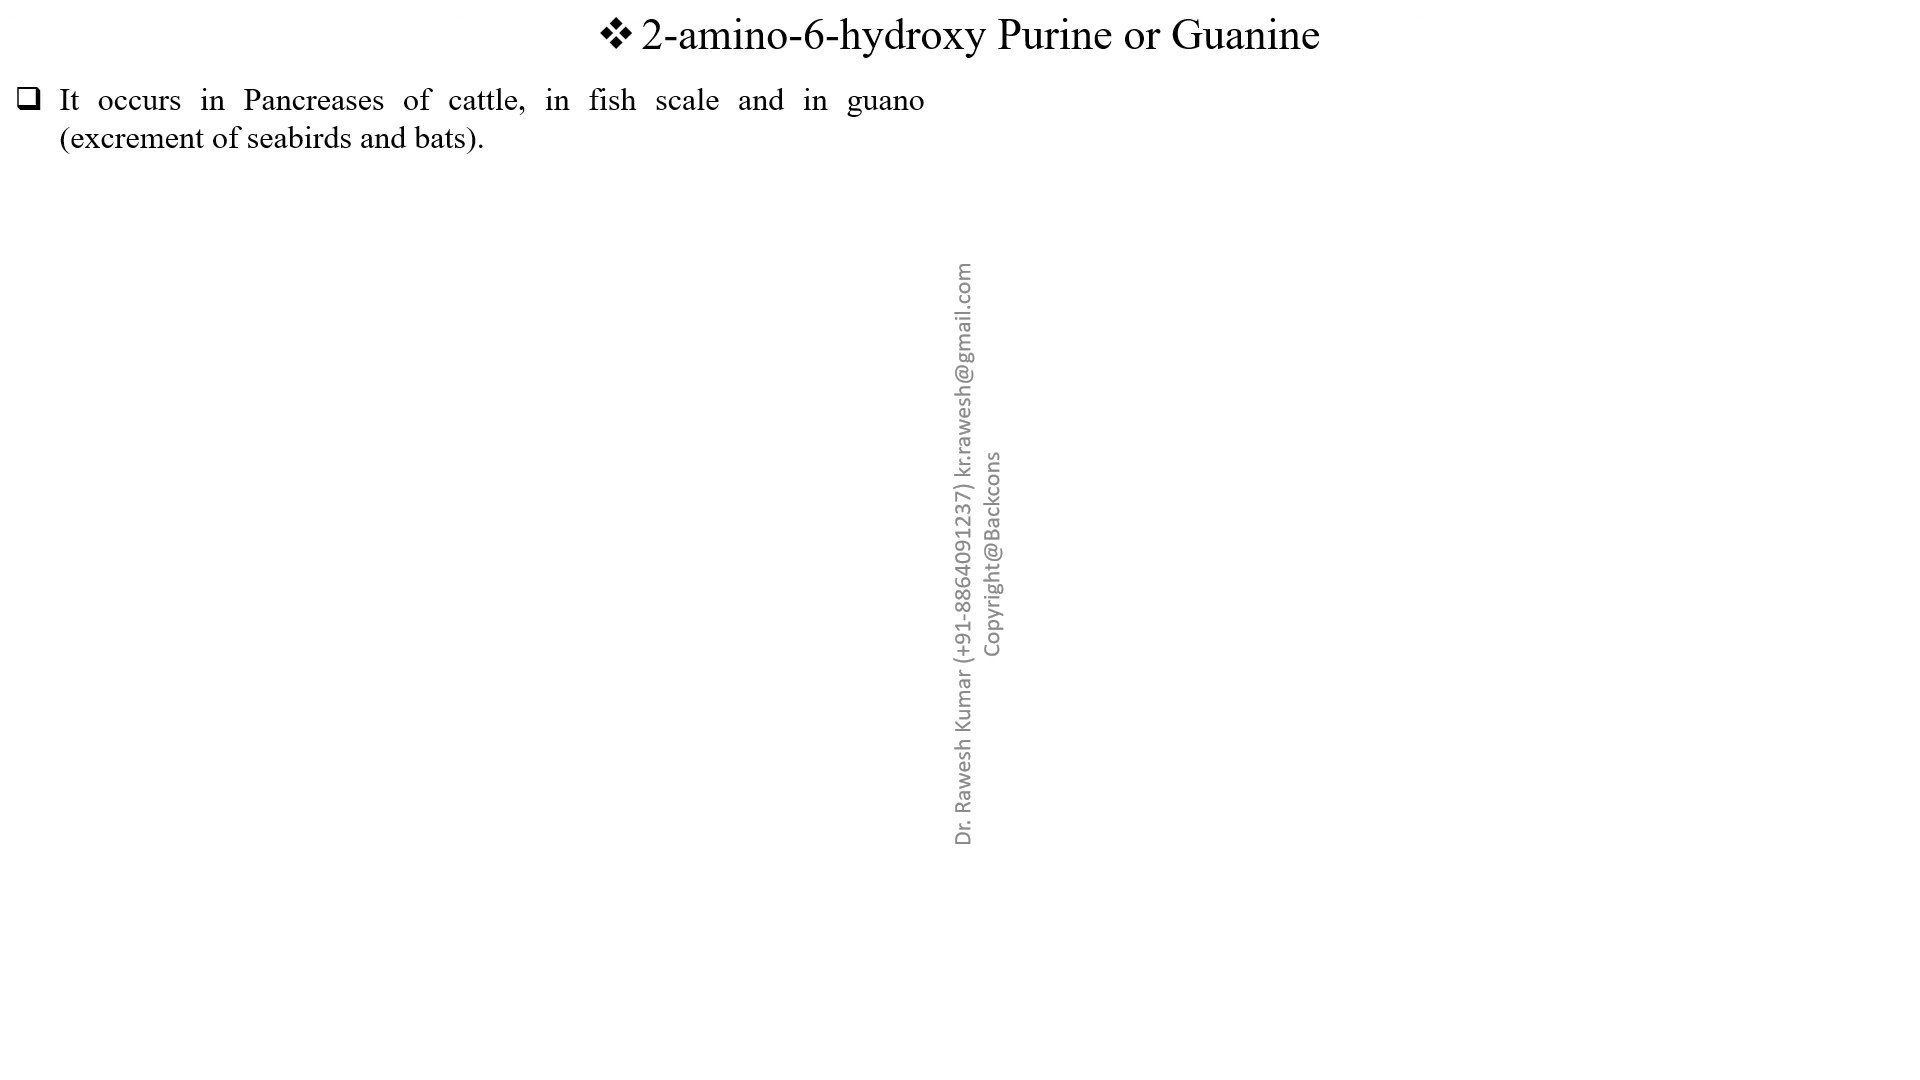 ❖ 2-amino-6-hydroxy Purine or Guanine
❑ It occurs in Pancreases of cattle, in fish scale and in guano
(excrement of seabirds and bats).
Dr. Rawesh Kumar (+91-8864091237) kr.rawesh@gmail.com
Copyright@Backcons